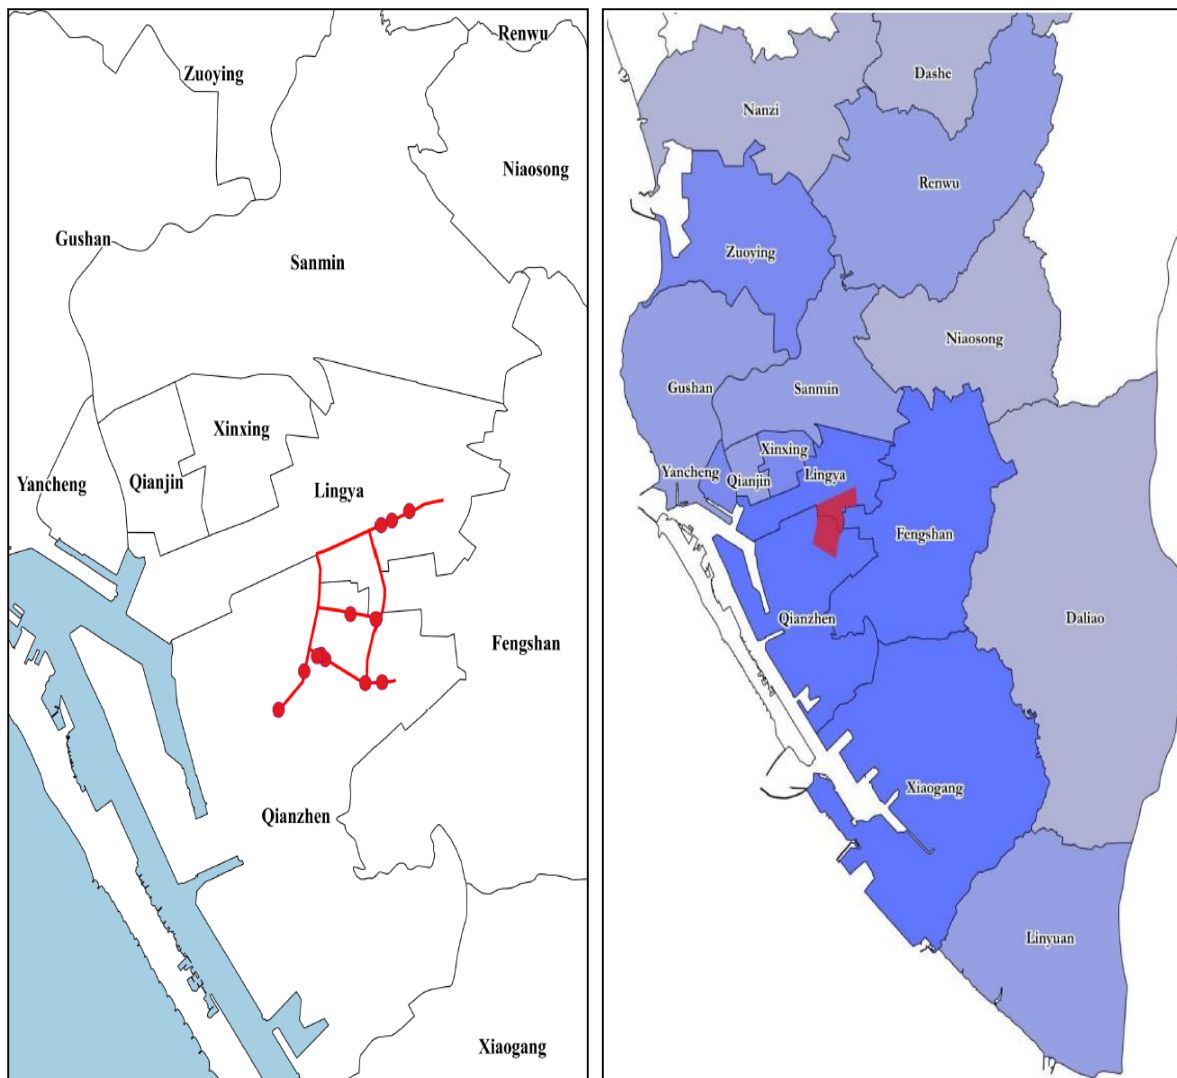 Renwu
Zuoying
Niaosong
Gushan
Sanmin
Xinxing
Yancheng
Qianjin
Lingya
Fengshan
Qianzhen
Xiaogang
Dashe
Nanzi
Renwu
Zuoying
Niaosong
Gushan
Sanmin
Xinxing
Yancheng
Qianjin
Lingya
Fengshan
Qianzhen
Daliao
Xiaogang
Linyuan